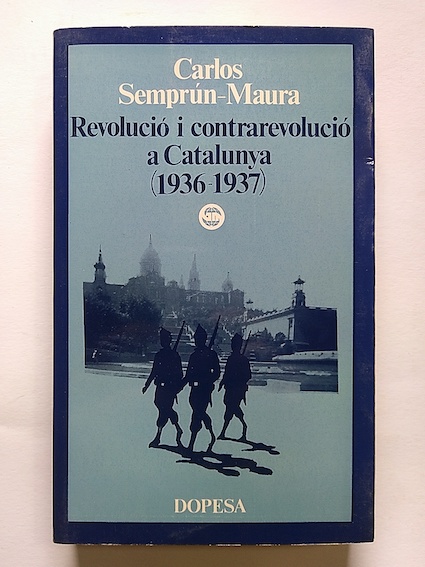 Carlos
Semprún-Maura
Revolució i contrarevolució
a Catalunya
(1936-1937)
DOPESA